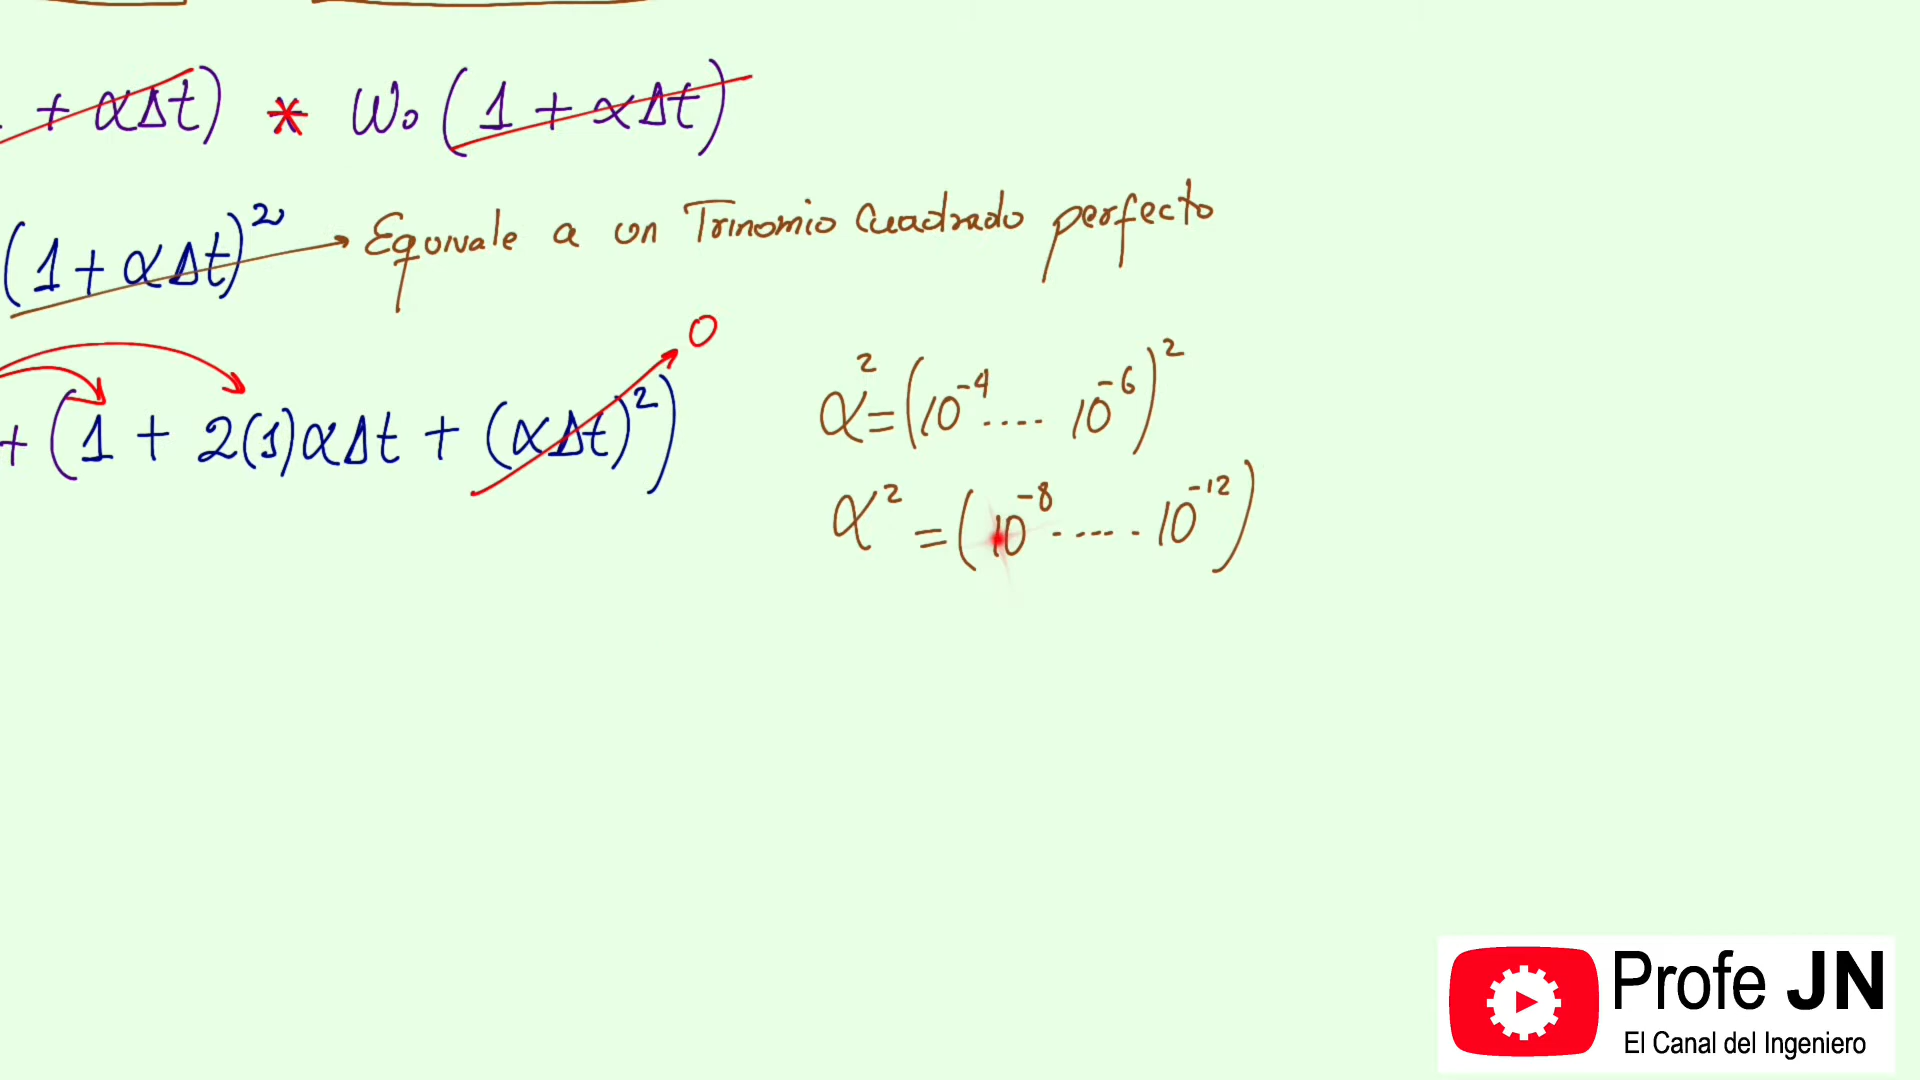 + αΔt) * Wo (1 + αΔt)
(1 + αΔt)² → Equivale a un Trinomio Cuadrado perfecto
0
+ (1 + 2(1)αΔt + (αΔt)²)
α² = (10⁻⁴ .... 10⁻⁶)²
α² = (10⁻⁸ ..... 10⁻¹²)
Profe JN
El Canal del Ingeniero